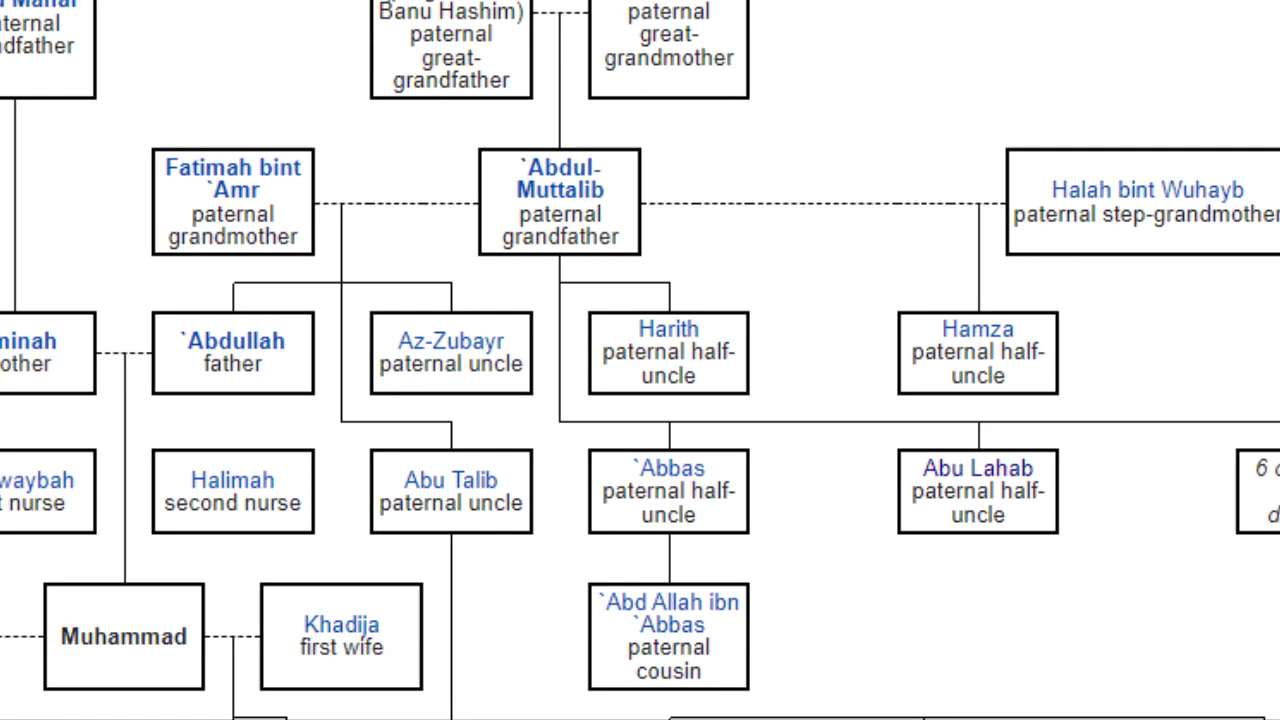 paternal
Banu Hashim)
paternal
great-
grandfather
paternal
great-
grandmother
Fatimah bint
`Amr
paternal
grandmother
`Abdul-
Muttalib
paternal
grandfather
Halah bint Wuhayb
paternal step-grandmother
`Abdullah
father
Az-Zubayr
paternal uncle
Harith
paternal half-
uncle
Hamza
paternal half-
uncle
nurse
Halimah
second nurse
Abu Talib
paternal uncle
`Abbas
paternal half-
uncle
Abu Lahab
paternal half-
uncle
6
Muhammad
Khadija
first wife
`Abd Allah ibn
`Abbas
paternal
cousin